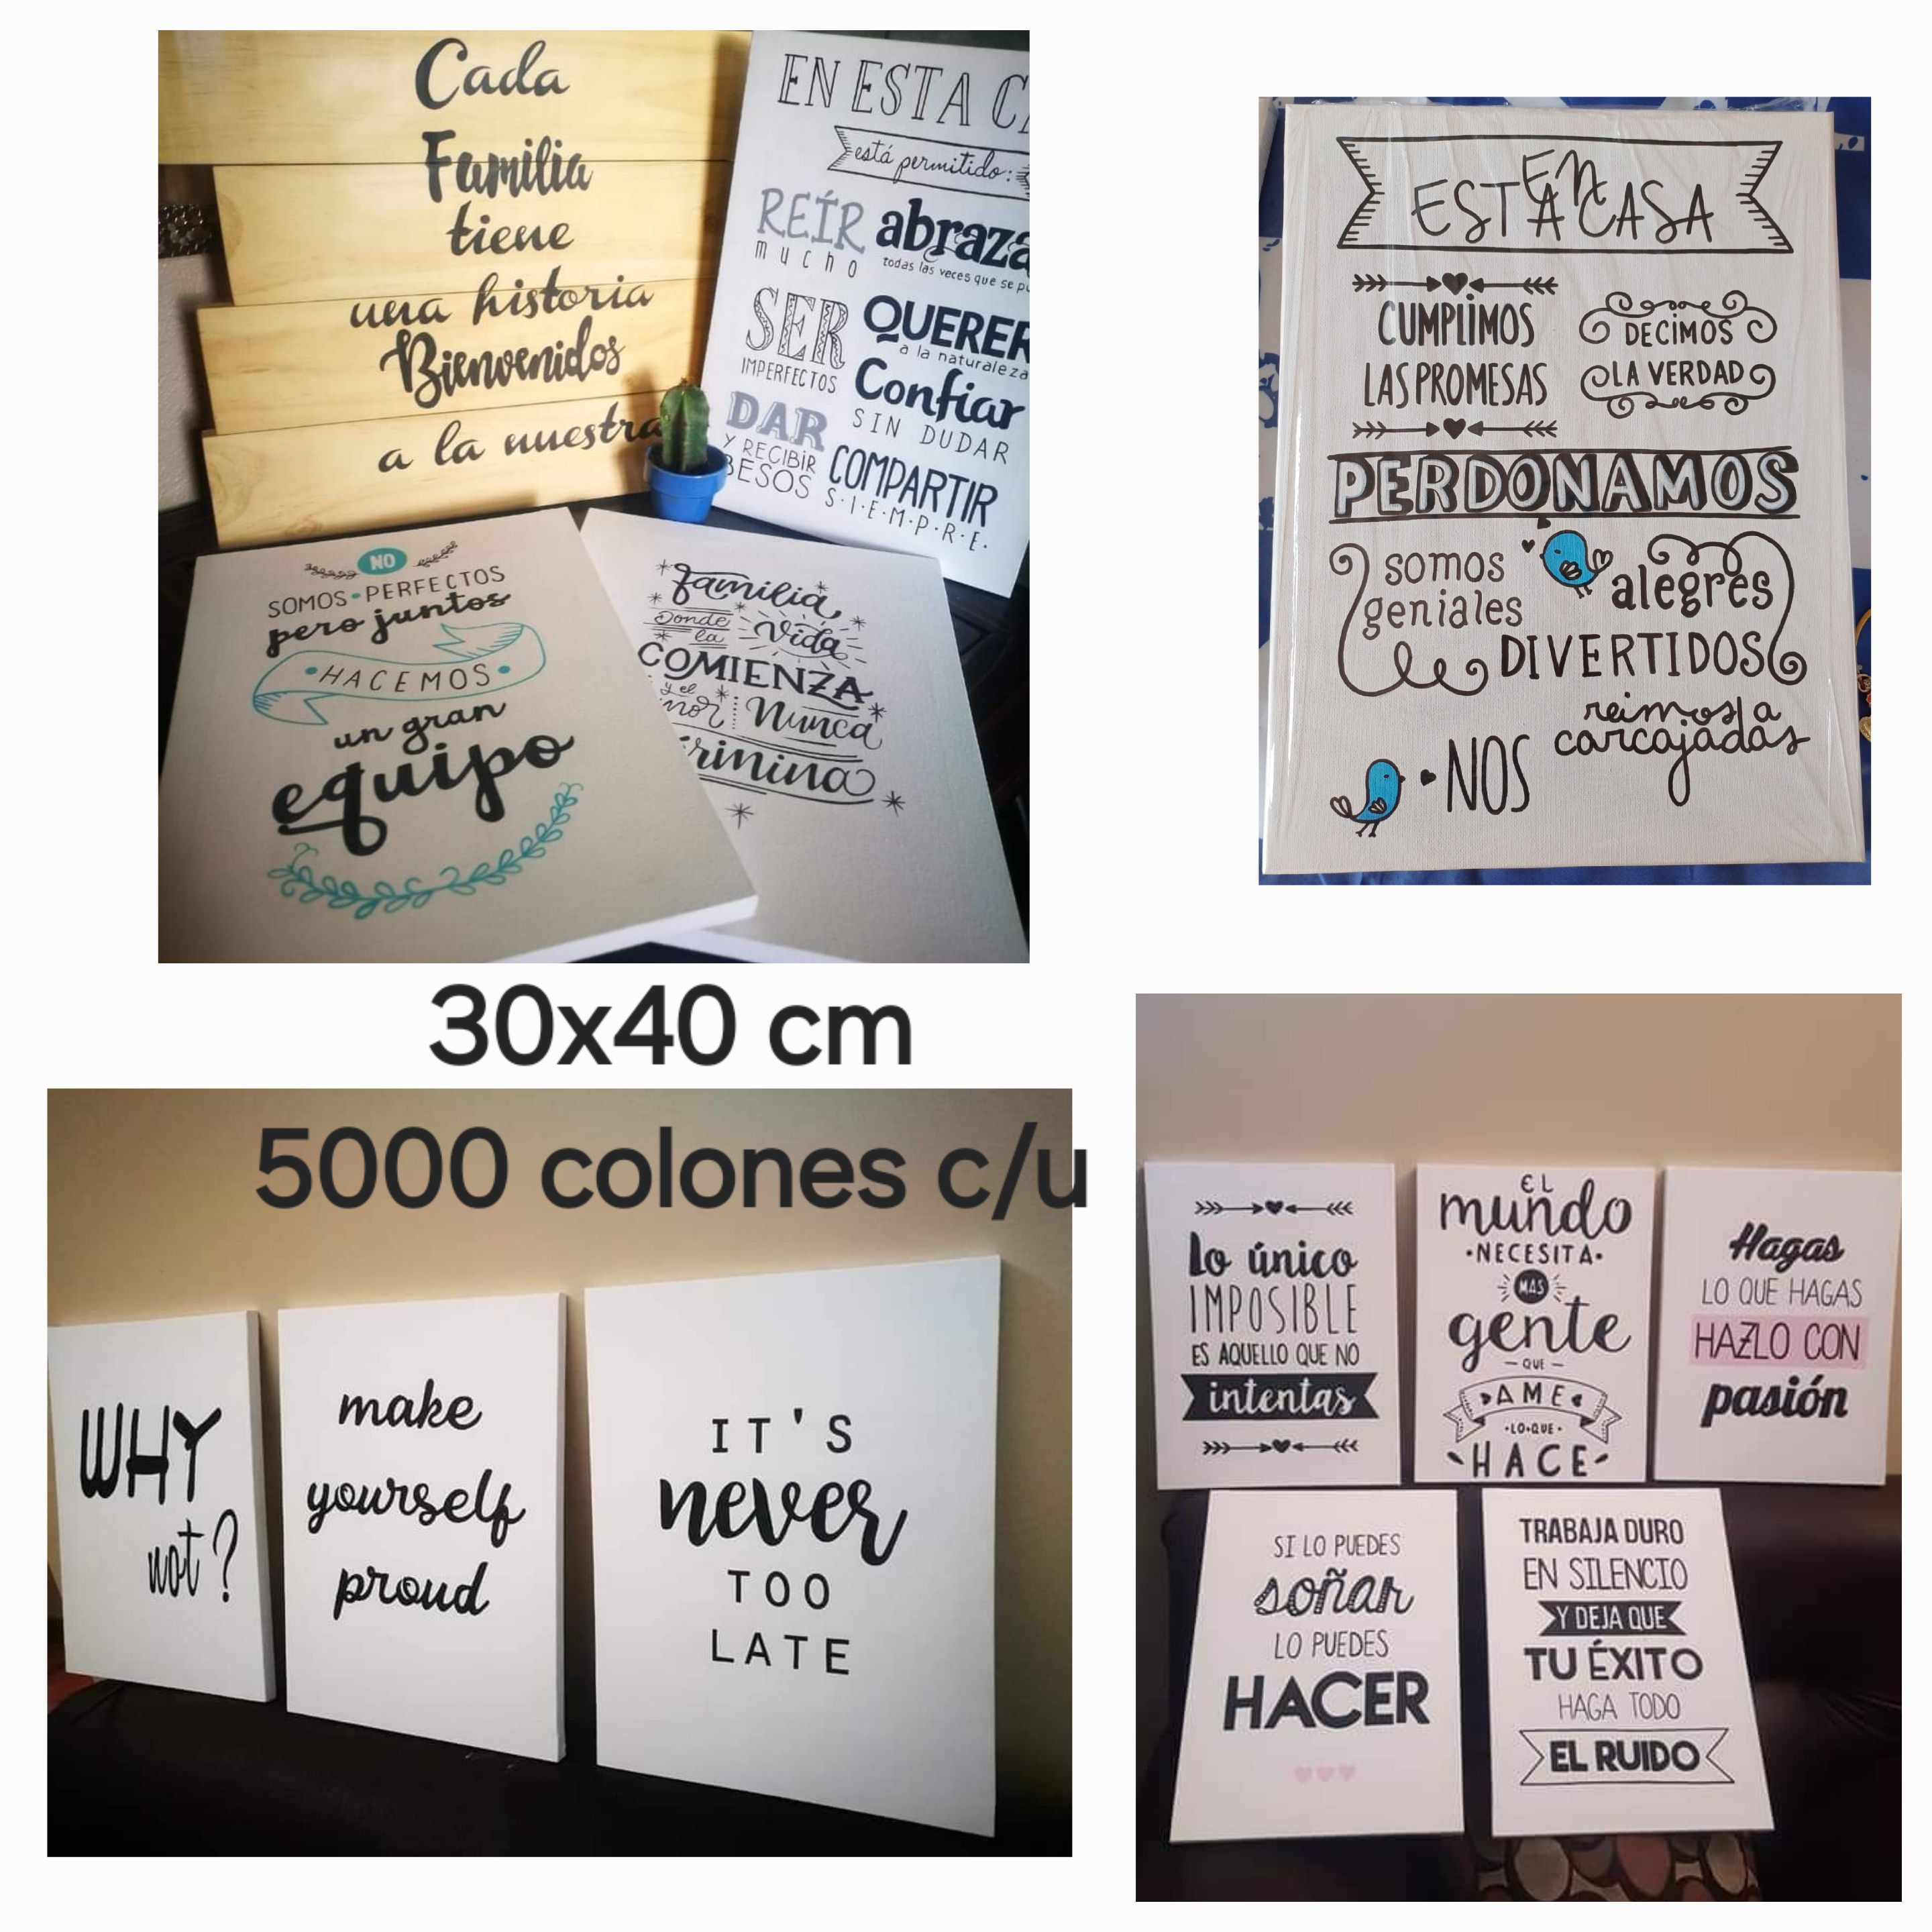 Cada
Familia
tiene
una historia
Bienvenidos
a la nuestra
EN ESTA
está permitido:
REÍR
mucho
todas las veces que se
SER
IMPERFECTOS
QUERER
a la naturaleza
Confiar
SIN DUDAR
DAR
Y RECIBIR
BESOS
COMPARTIR
S·I·E·M·P·R·E·
NO
SOMOS·PERFECTOS
pero juntos
·HACEMOS·
un gran
equipo
familia
Donde
la
Vida
COMIENZA
y el
Nunca
EN
ESTA CASA
CUMPLIMOS
LAS PROMESAS
DECIMOS
LA VERDAD
PERDONAMOS
somos
geniales
alegres
DIVERTIDOS
NOS
reimos a
carcajadas
30x40 cm
5000 colones c/u
WHY
not?
make
yourself
proud
IT'S
never
TOO
LATE
lo único
IMPOSIBLE
ES AQUELLO QUE NO
intentas
EL
mundo
·NECESITA·
MAS
gente
— QUE —
AME
·LO·QUE·
HACE
Hagas
LO QUE HAGAS
HAZLO CON
pasión
SI LO PUEDES
soñar
LO PUEDES
HACER
TRABAJA DURO
EN SILENCIO
Y DEJA QUE
TU ÉXITO
HAGA TODO
EL RUIDO